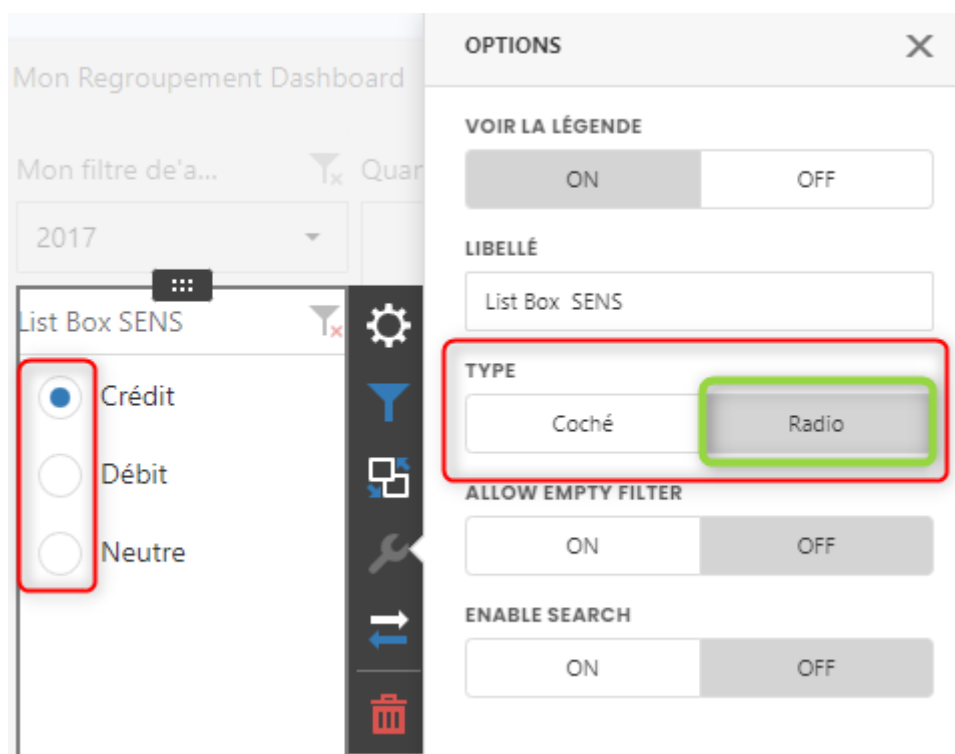 OPTIONS
Mon Regroupement Dashboard
VOIR LA LÉGENDE
Mon filtre de'a...
Quar
ON
OFF
2017
LIBELLÉ
List Box SENS
List Box SENS
TYPE
Crédit
Coché
Radio
Débit
ALLOW EMPTY FILTER
Neutre
ON
OFF
ENABLE SEARCH
ON
OFF